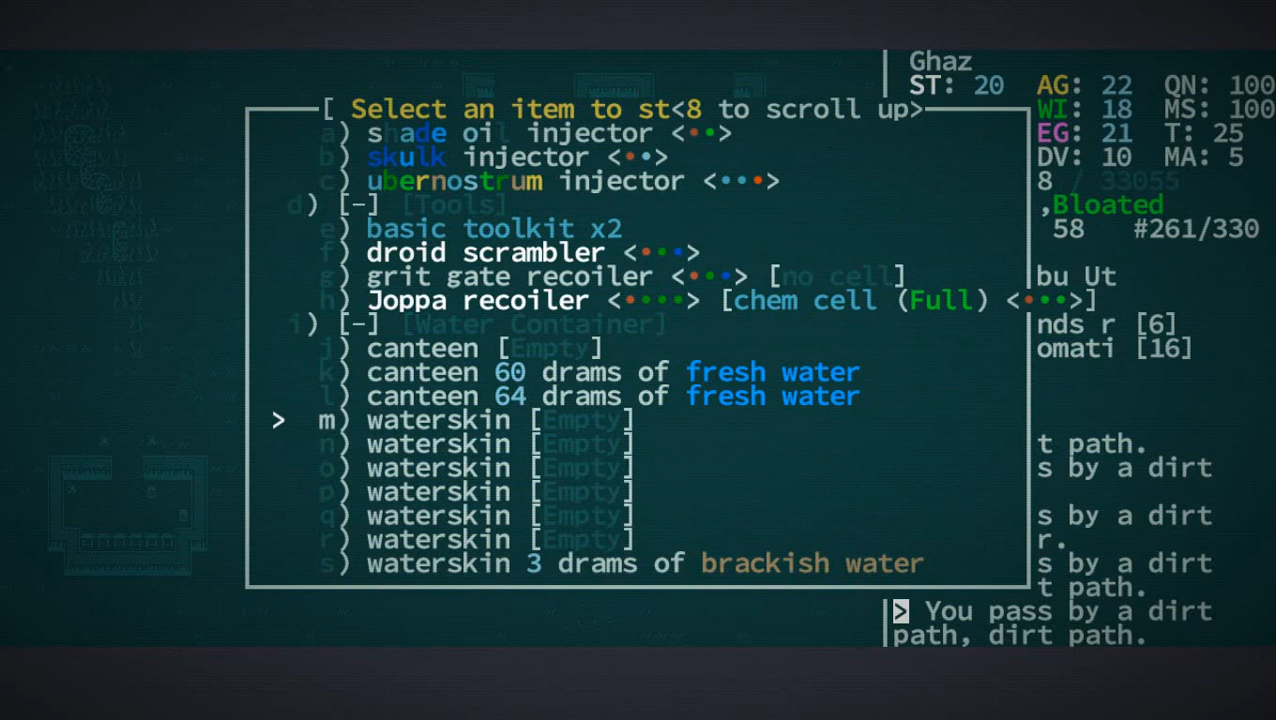 Ghaz
ST: 20 AG: 22 QN: 100
WI: 18 MS: 100
[ Select an item to st<8 to scroll up>
a) shade oil injector <••> EG: 21 T: 25
b) skulk injector <••> DV: 10 MA: 5
c) ubernostrum injector <••••> 8 / 33055
d) [-] [Tools] ,Bloated
e) basic toolkit x2 58 #261/330
f) droid scrambler <••••>
g) grit gate recoiler <••••> [no cell] bu Ut
h) Joppa recoiler <••••> [chem cell (Full) <••••>]
i) [-] [Water Container] nds r [6]
j) canteen [Empty] omati [16]
k) canteen 60 drams of fresh water
l) canteen 64 drams of fresh water
> m) waterskin [Empty]
n) waterskin [Empty] t path.
o) waterskin [Empty] s by a dirt
p) waterskin [Empty]
q) waterskin [Empty] s by a dirt
r) waterskin [Empty] r.
s) waterskin 3 drams of brackish water s by a dirt
t path.
> You pass by a dirt
path, dirt path.